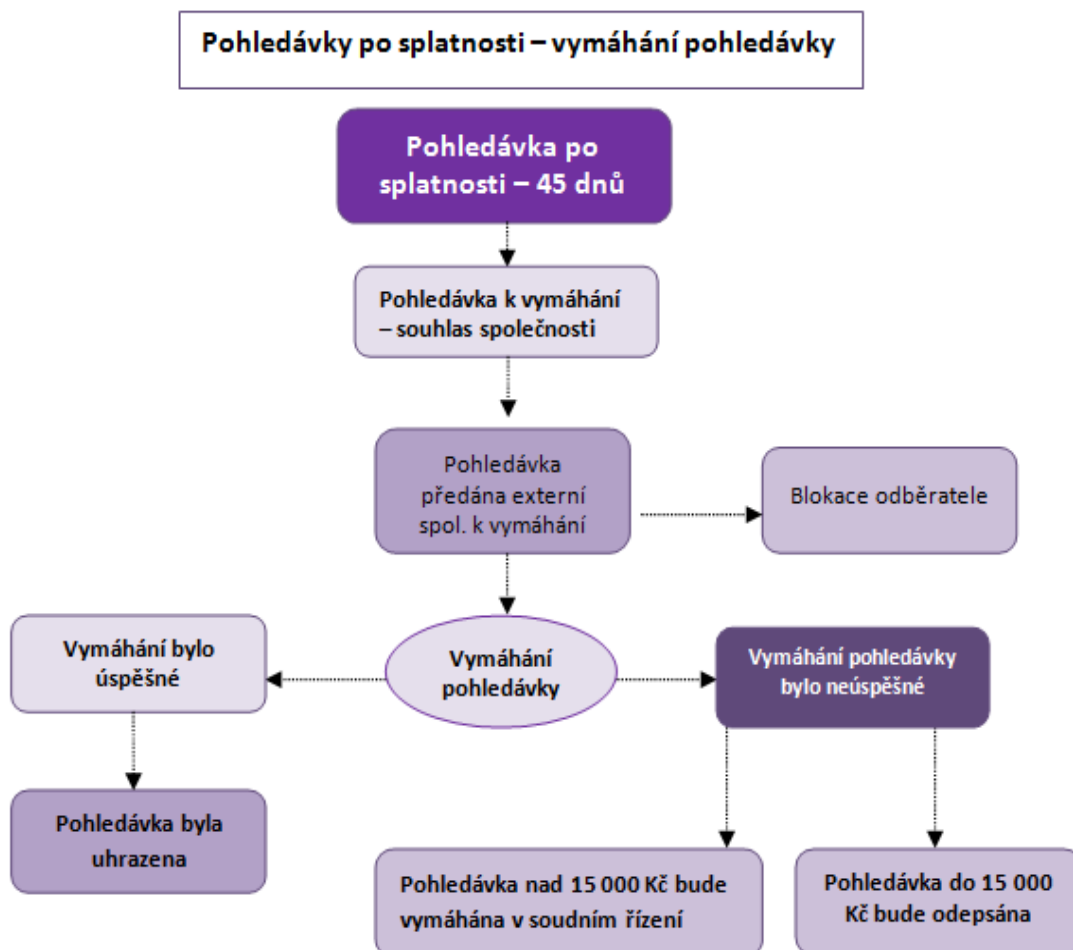 Pohledávky po splatnosti – vymáhání pohledávky
Pohledávka po
splatnosti – 45 dnů
Pohledávka k vymáhání
– souhlas společnosti
Pohledávka
předána externí
spol. k vymáhání
Blokace odběratele
Vymáhání bylo
úspěšné
Vymáhání
pohledávky
Vymáhání pohledávky
bylo neúspěšné
Pohledávka byla
uhrazena
Pohledávka nad 15 000 Kč bude
vymáhána v soudním řízení
Pohledávka do 15 000
Kč bude odepsána